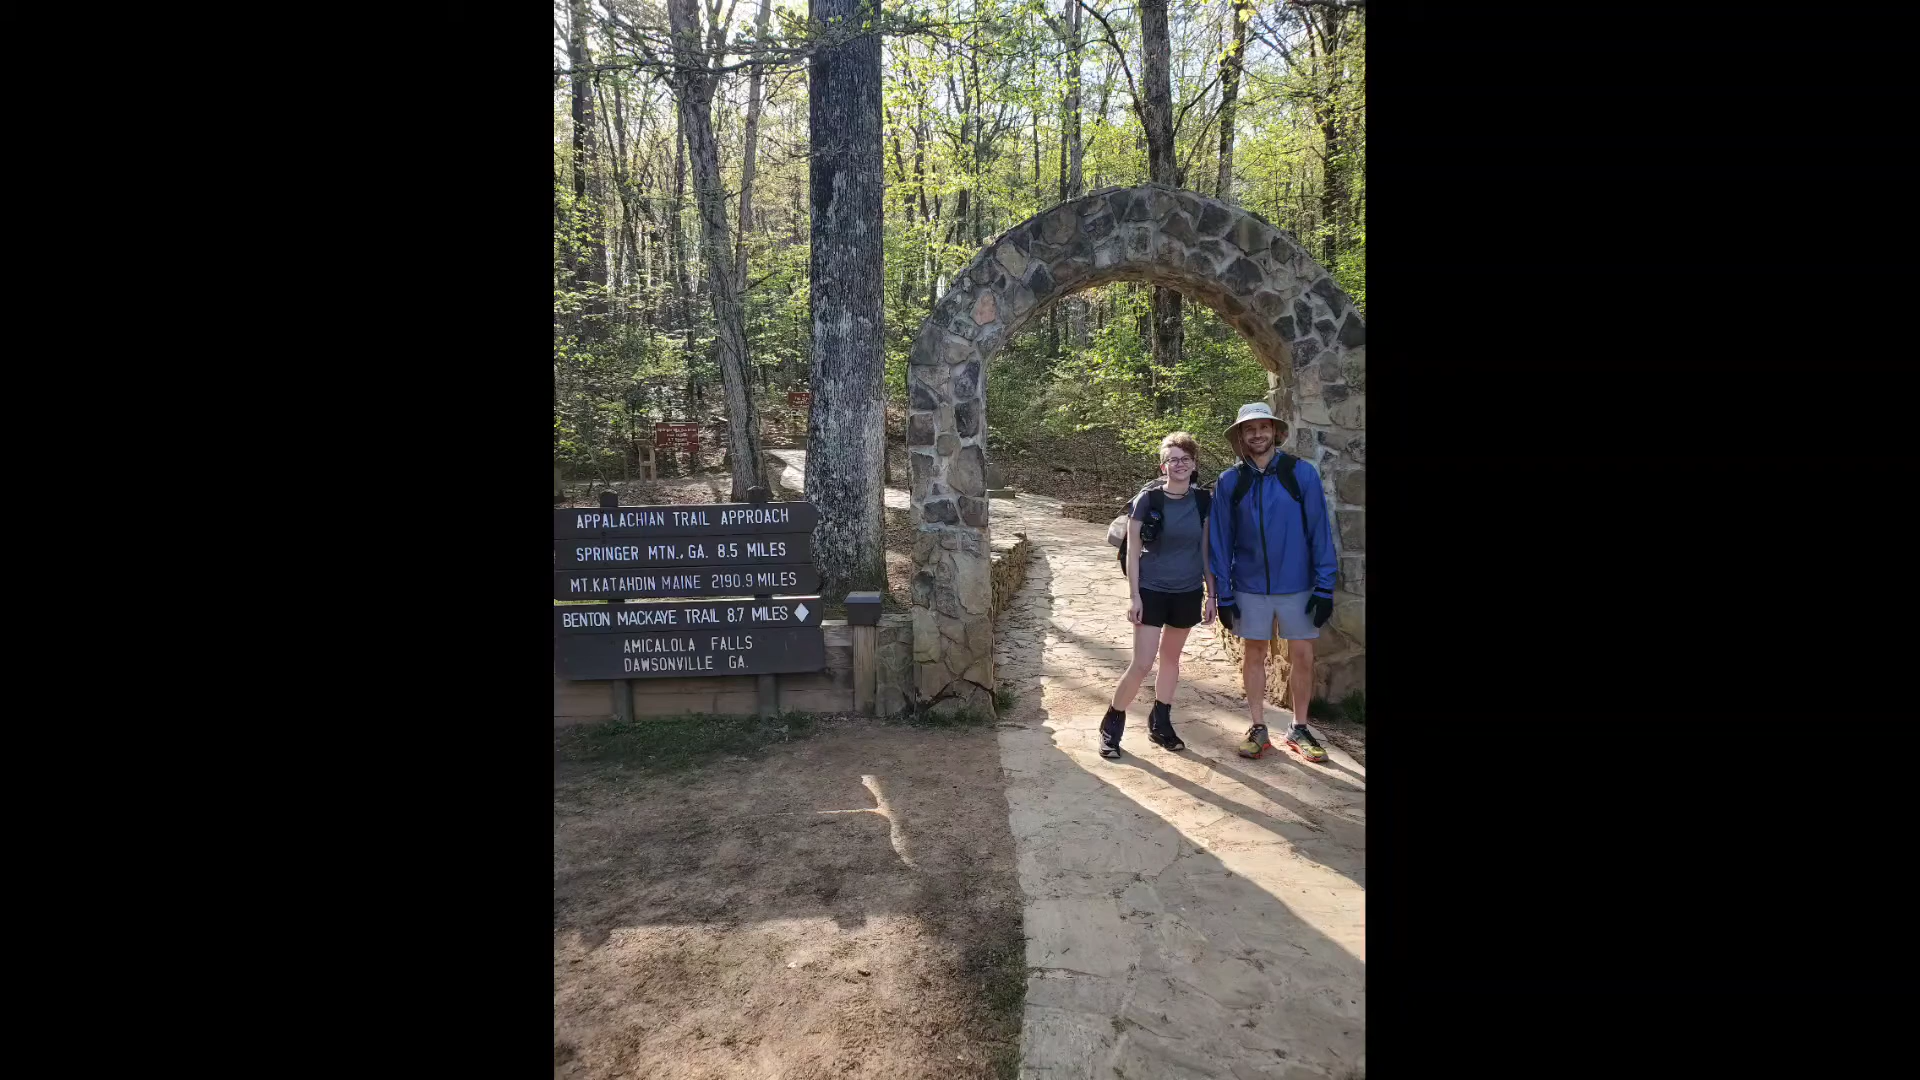 APPALACHIAN TRAIL APPROACH
SPRINGER MTN., GA. 8.5 MILES
MT. KATAHDIN MAINE 2190.9 MILES
BENTON MACKAYE TRAIL 8.7 MILES
AMICALOLA FALLS
DAWSONVILLE GA.